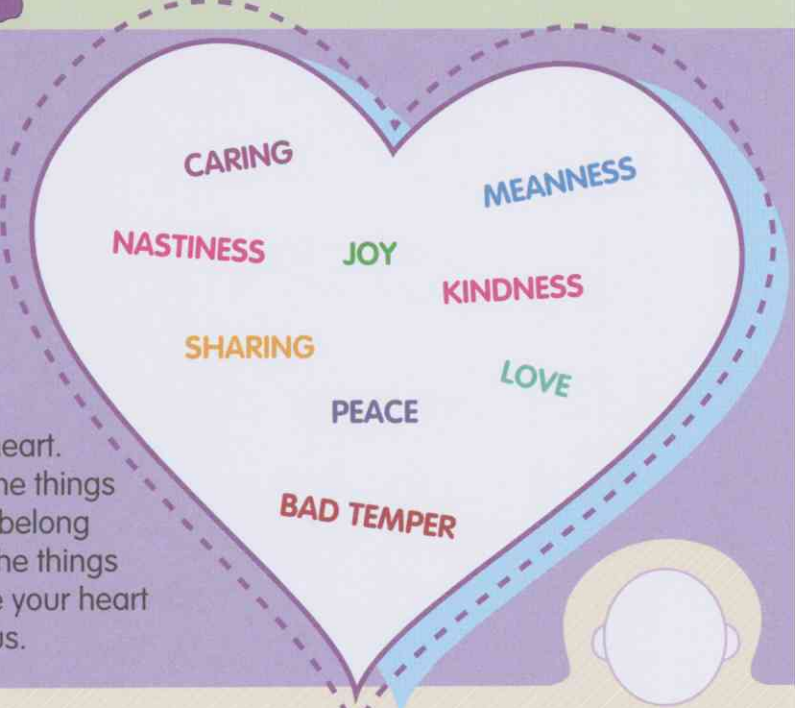 CARING
MEANNESS
NASTINESS
JOY
KINDNESS
SHARING
LOVE
PEACE
BAD TEMPER
eart.
he things
belong
he things
e your heart
us.